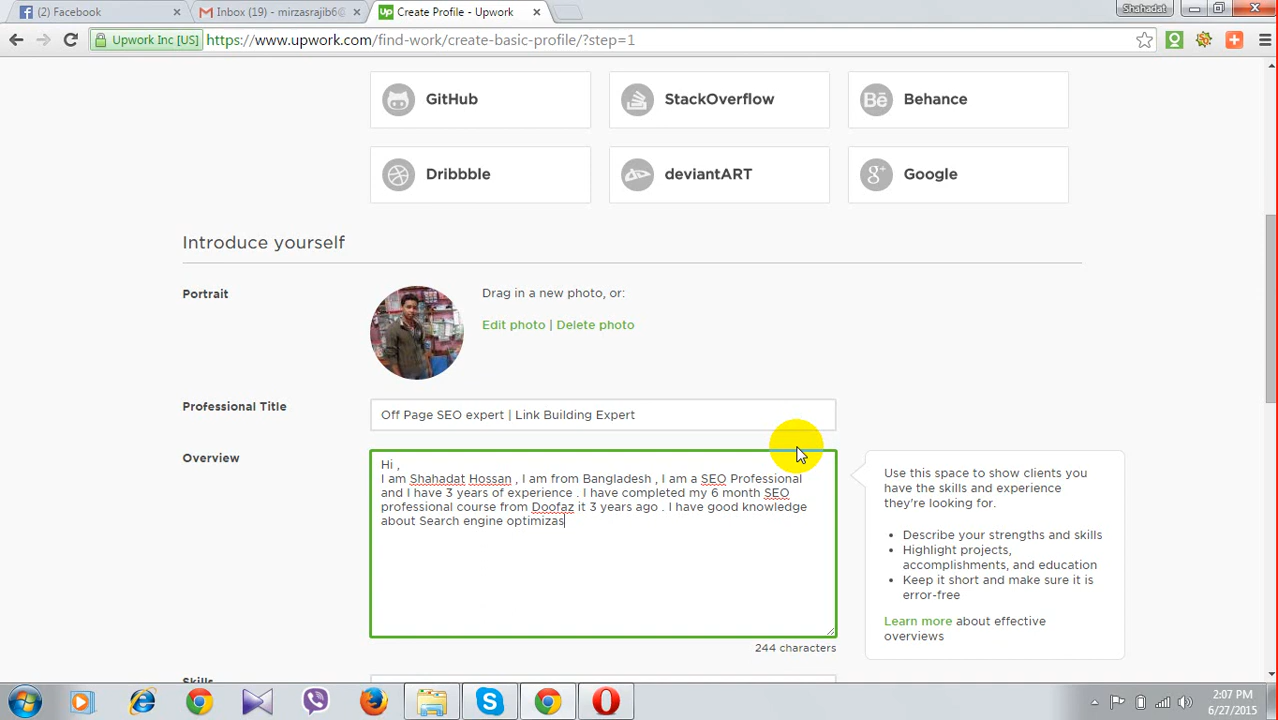 (2) Facebook
Inbox (19) - mirzasrajib6@
Create Profile - Upwork
Shahadat
Upwork Inc [US]
https://www.upwork.com/find-work/create-basic-profile/?step=1
GitHub
StackOverflow
Behance
Dribbble
deviantART
Google
Introduce yourself
Portrait
Drag in a new photo, or:
Edit photo | Delete photo
Professional Title
Off Page SEO expert | Link Building Expert
Overview
Hi ,
I am Shahadat Hossan , I am from Bangladesh , I am a SEO Professional
and I have 3 years of experience . I have completed my 6 month SEO
professional course from Doofaz it 3 years ago . I have good knowledge
about Search engine optimizas
244 characters
Use this space to show clients you
have the skills and experience
they're looking for.
• Describe your strengths and skills
• Highlight projects,
accomplishments, and education
• Keep it short and make sure it is
error-free
Learn more about effective
overviews
Skills
2:07 PM
6/27/2015